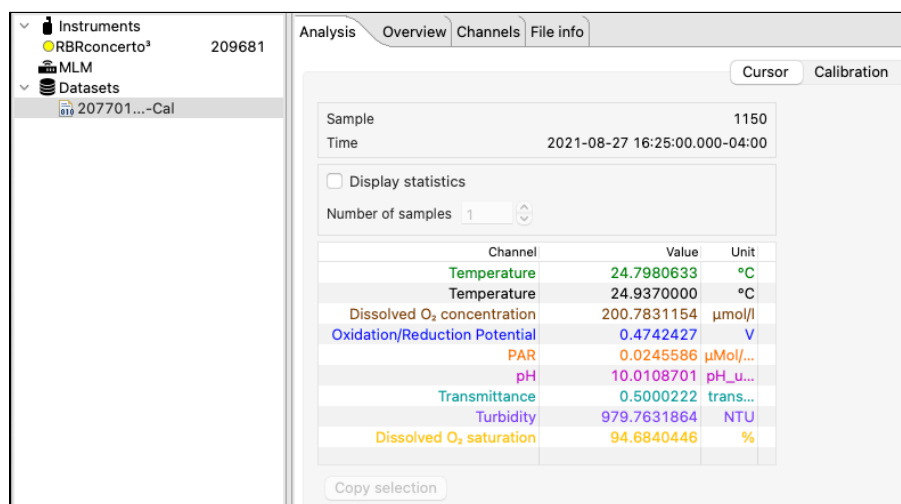 Instruments
RBRconcerto³ 209681
MLM
Datasets
207701...-Cal
Analysis Overview Channels File info
Cursor Calibration
Sample 1150
Time 2021-08-27 16:25:00.000-04:00
Display statistics
Number of samples 1
Channel Value Unit
Temperature 24.7980633 °C
Temperature 24.9370000 °C
Dissolved O₂ concentration 200.7831154 µmol/l
Oxidation/Reduction Potential 0.4742427 V
PAR 0.0245586 µMol/...
pH 10.0108701 pH_u...
Transmittance 0.5000222 trans...
Turbidity 979.7631864 NTU
Dissolved O₂ saturation 94.6840446 %
Copy selection